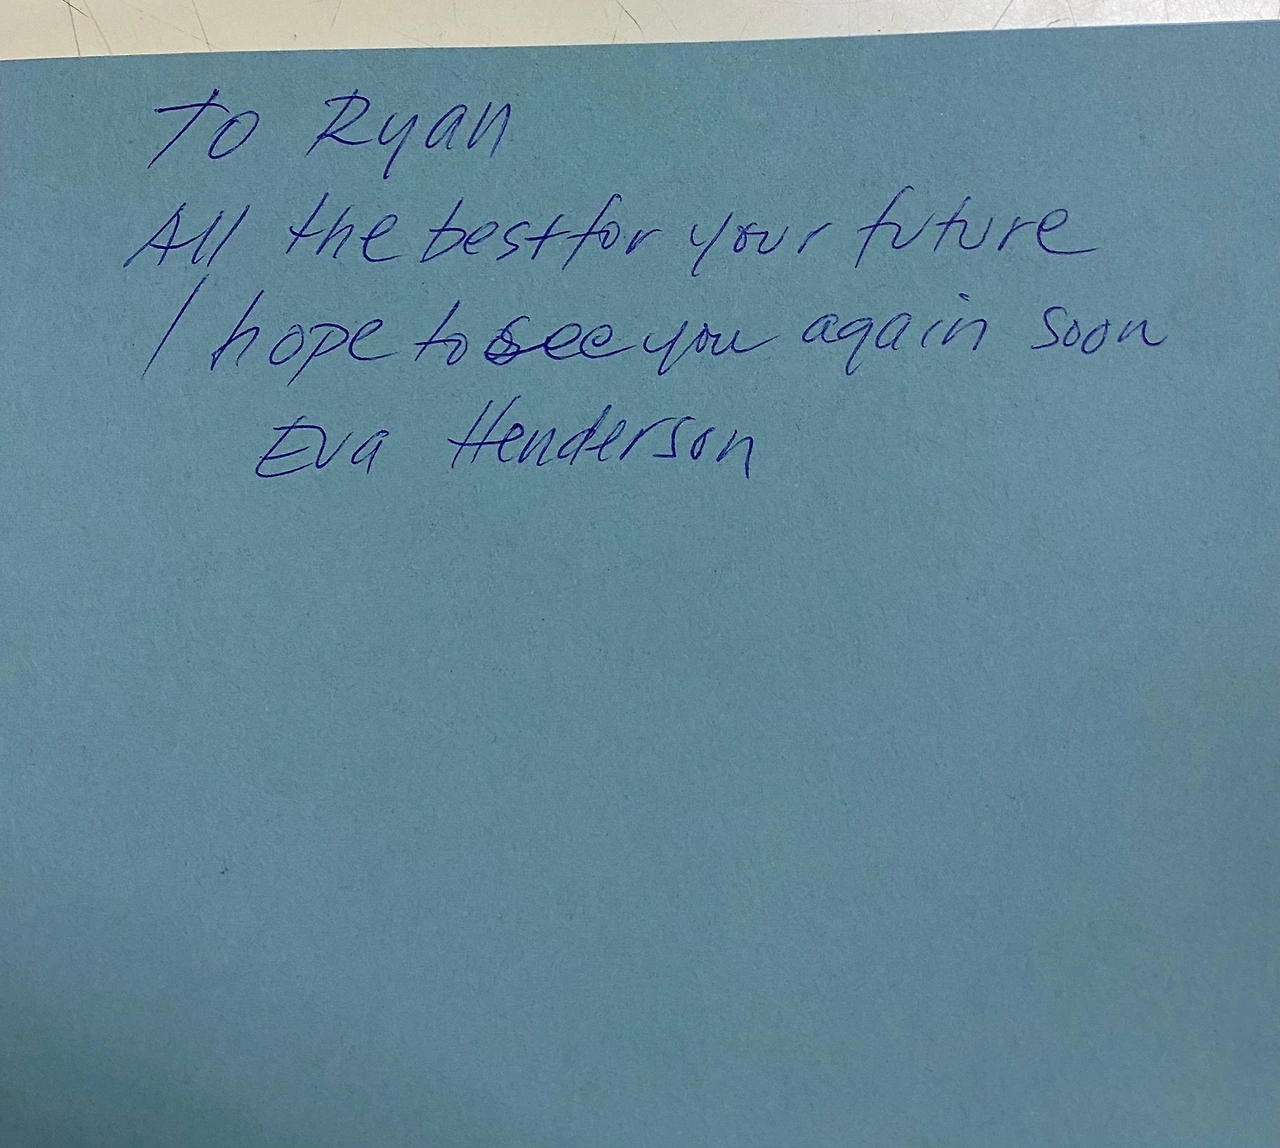 To Ryan
All the best for your future
I hope to see you again soon
Eva Henderson